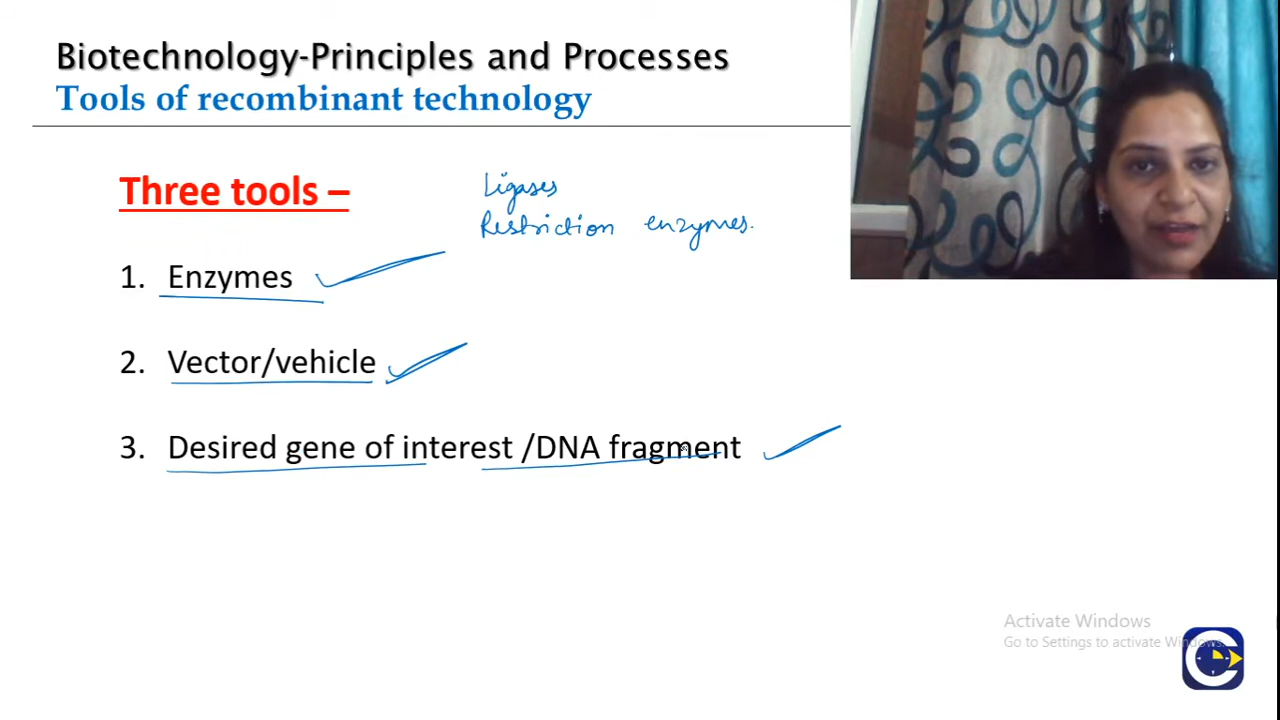 Biotechnology-Principles and Processes
Tools of recombinant technology
Three tools –
Ligases
Restriction enzymes.
1. Enzymes
2. Vector/vehicle
3. Desired gene of interest /DNA fragment
Activate Windows
Go to Settings to activate Windows.